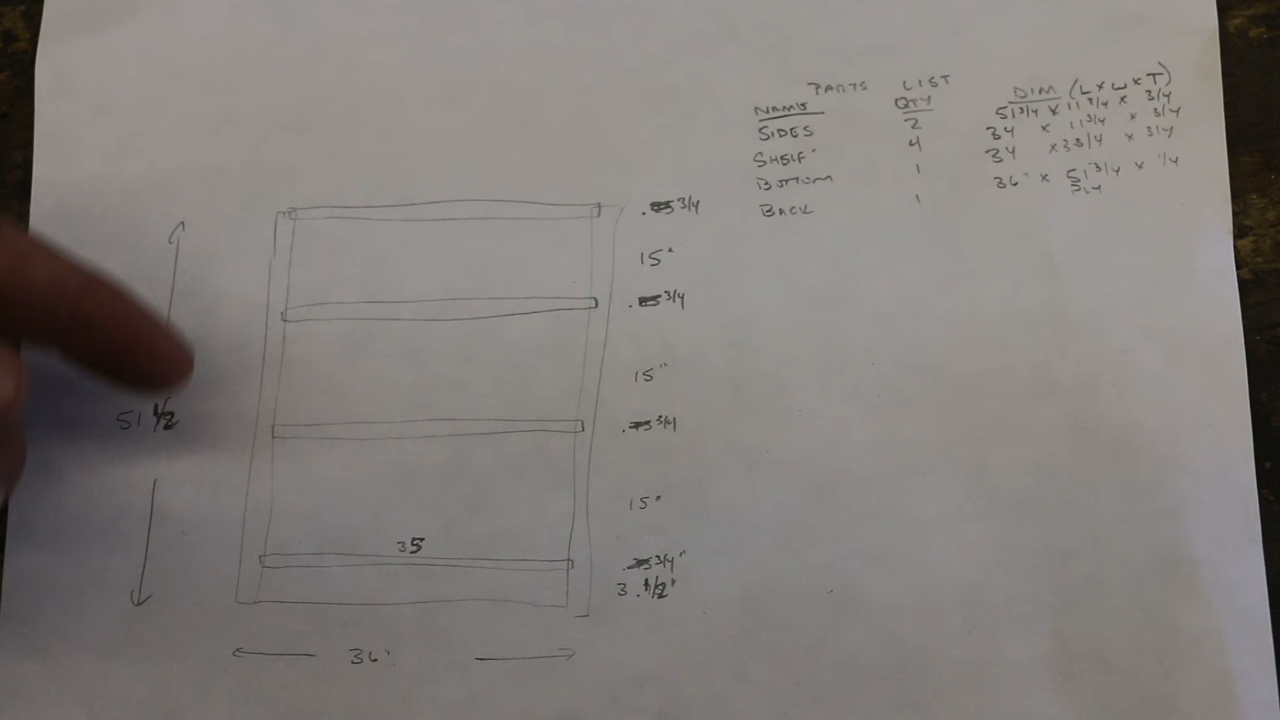 PARTS LIST
NAME QTY DIM (L x W x T)
SIDES 2 51 3/4 x 11 3/4 x 3/4
SHELF 4 34 x 11 3/4 x 3/4
BOTTOM 1 34 x 3 3/4 x 3/4
BACK 1 36" x 51 3/4 x 1/4
PLY
3/4
15"
3/4
15"
51 1/2
3/4
15"
35
3/4"
3 1/2"
36"